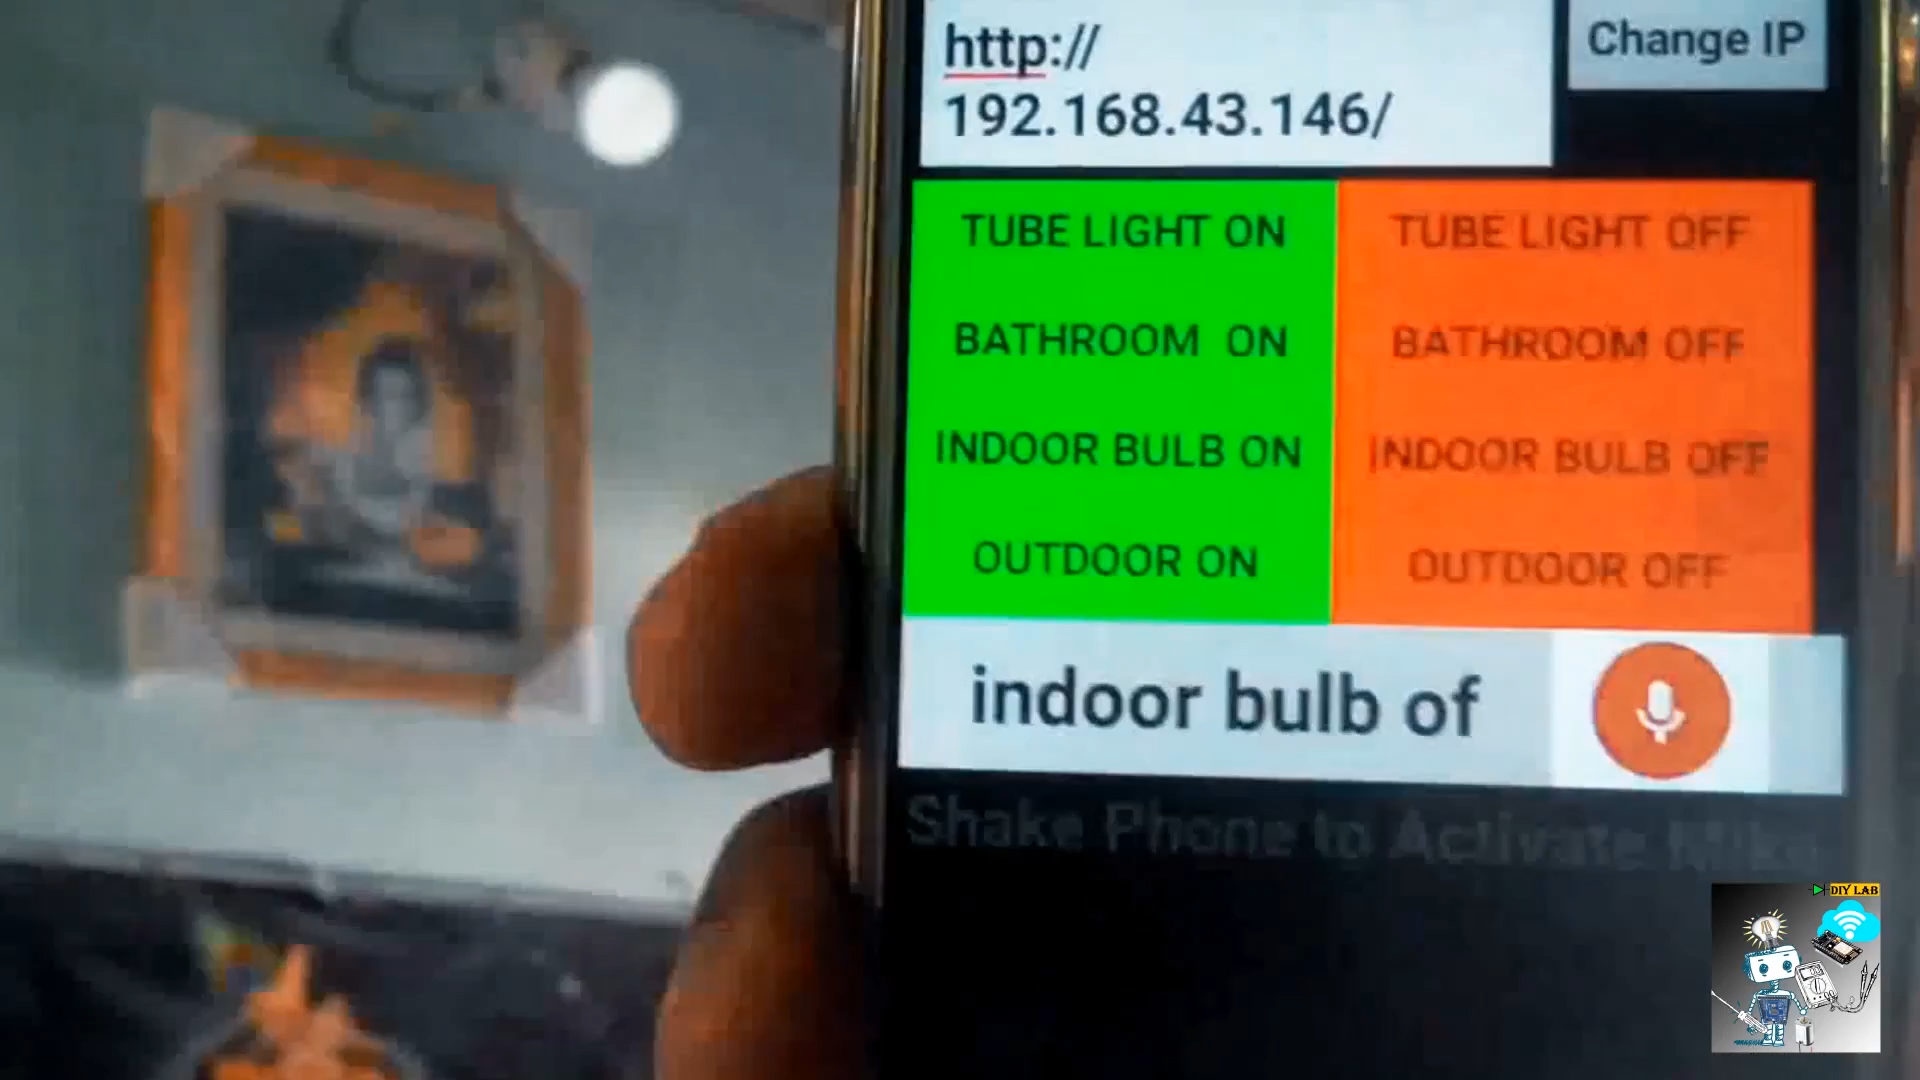 http://
192.168.43.146/
Change IP
TUBE LIGHT ON
TUBE LIGHT OFF
BATHROOM ON
BATHROOM OFF
INDOOR BULB ON
INDOOR BULB OFF
OUTDOOR ON
OUTDOOR OFF
indoor bulb of
Shake Phone to Activate Mike
DIY LAB